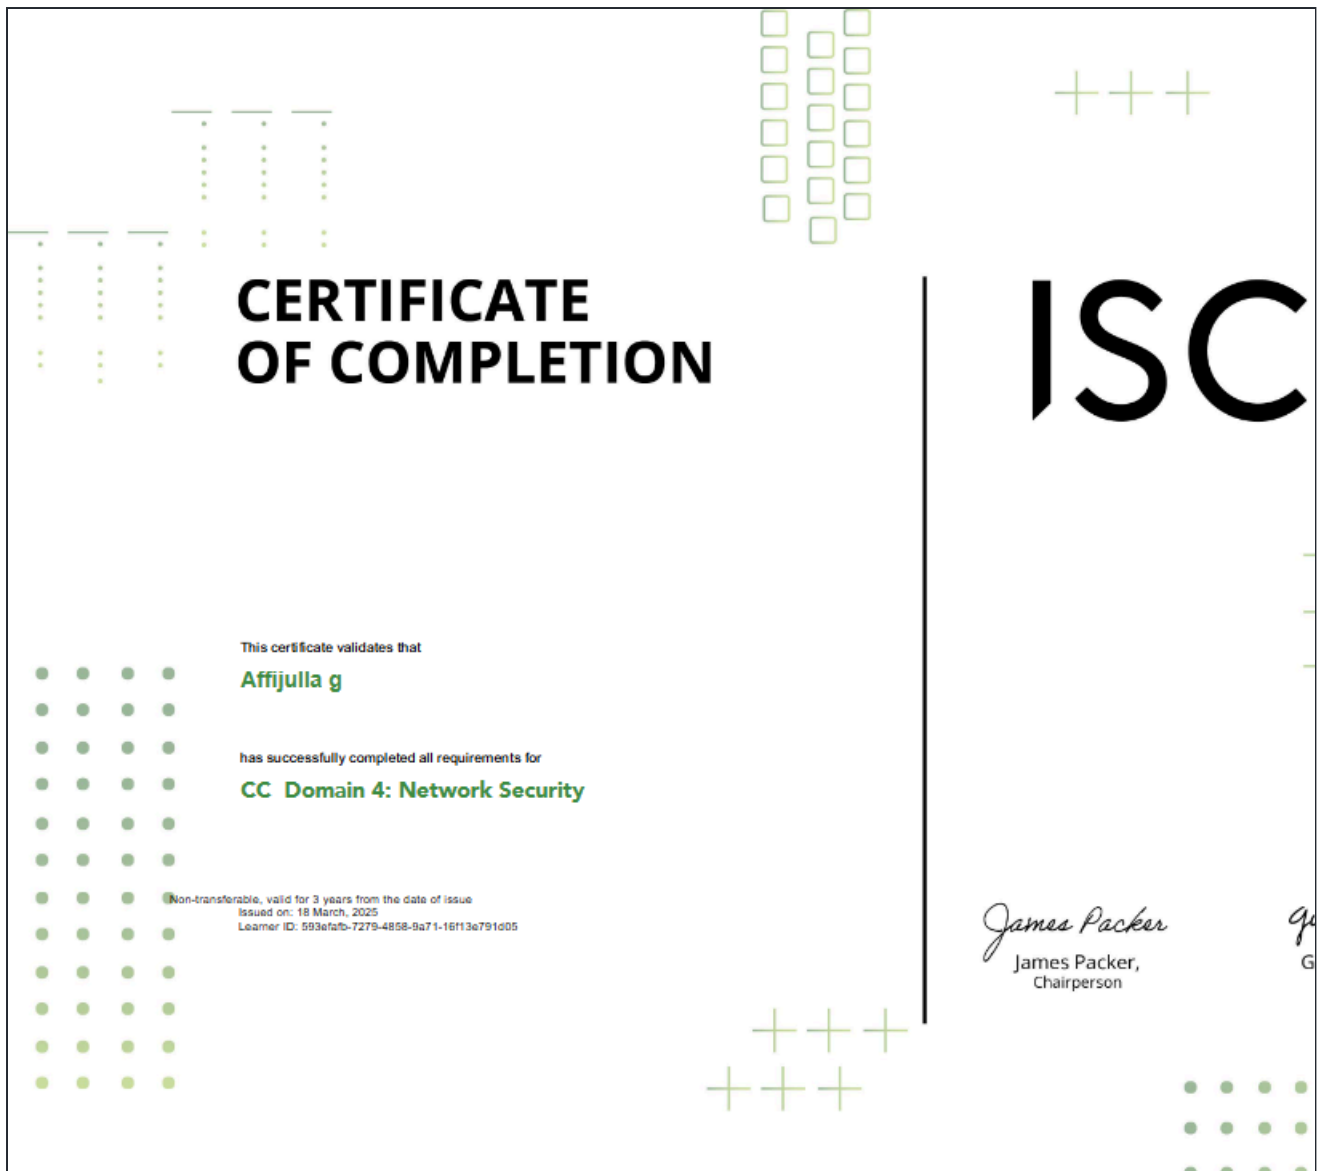 CERTIFICATE
OF COMPLETION
This certificate validates that
Affijulla g
has successfully completed all requirements for
CC Domain 4: Network Security
Non-transferable, valid for 3 years from the date of issue
Issued on: 18 March, 2025
Learner ID: 593efafb-7279-4858-9a71-16f13e791d05
ISC
James Packer
James Packer,
Chairperson
G